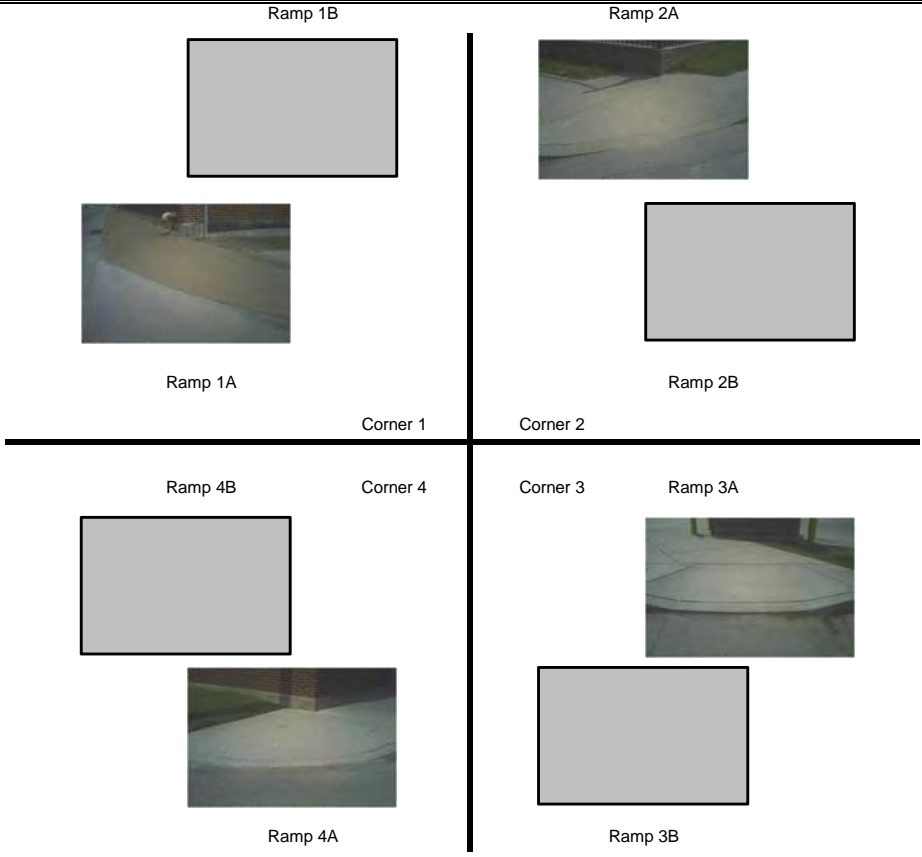 Ramp 1B Ramp 2A
Ramp 1A Ramp 2B
Corner 1 Corner 2
Ramp 4B Corner 4 Corner 3 Ramp 3A
Ramp 4A Ramp 3B